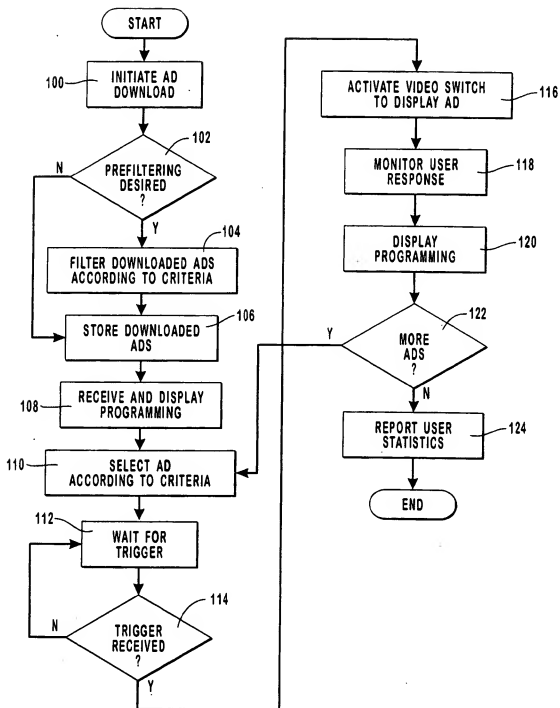 START
100
INITIATE AD
DOWNLOAD
102
N
PREFILTERING
DESIRED
?
Y
104
FILTER DOWNLOADED ADS
ACCORDING TO CRITERIA
106
STORE DOWNLOADED
ADS
108
RECEIVE AND DISPLAY
PROGRAMMING
110
SELECT AD
ACCORDING TO CRITERIA
112
WAIT FOR
TRIGGER
114
N
TRIGGER
RECEIVED
?
Y
116
ACTIVATE VIDEO SWITCH
TO DISPLAY AD
MONITOR USER
RESPONSE
118
DISPLAY
PROGRAMMING
120
122
Y
MORE
ADS
?
N
REPORT USER
STATISTICS
124
END